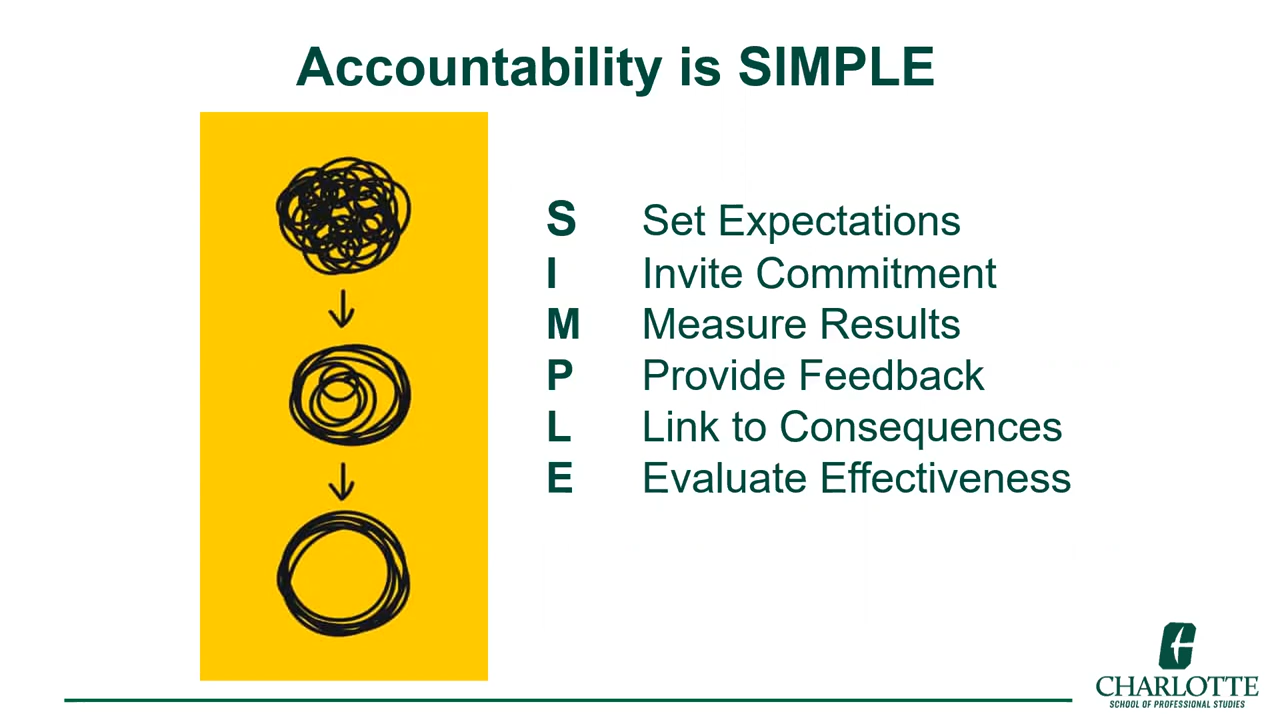 Accountability is SIMPLE
S Set Expectations
I Invite Commitment
M Measure Results
P Provide Feedback
L Link to Consequences
E Evaluate Effectiveness
CHARLOTTE
SCHOOL OF PROFESSIONAL STUDIES